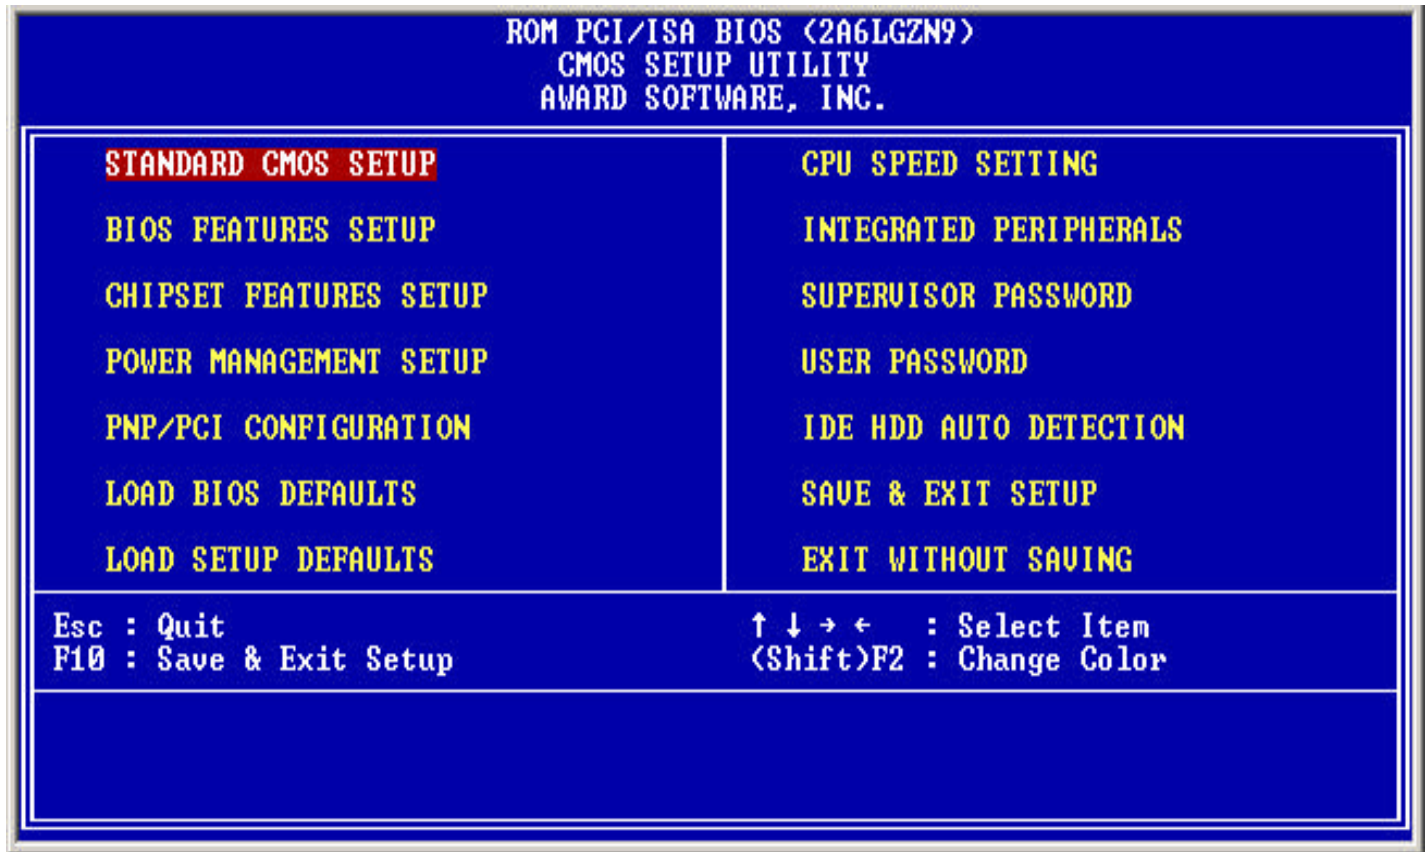 ROM PCI/ISA BIOS (2A6LGZN9)
CMOS SETUP UTILITY
AWARD SOFTWARE, INC.
STANDARD CMOS SETUP
BIOS FEATURES SETUP
CHIPSET FEATURES SETUP
POWER MANAGEMENT SETUP
PNP/PCI CONFIGURATION
LOAD BIOS DEFAULTS
LOAD SETUP DEFAULTS
CPU SPEED SETTING
INTEGRATED PERIPHERALS
SUPERVISOR PASSWORD
USER PASSWORD
IDE HDD AUTO DETECTION
SAVE & EXIT SETUP
EXIT WITHOUT SAVING
Esc : Quit
F10 : Save & Exit Setup
↑ ↓ → ← : Select Item
(Shift)F2 : Change Color